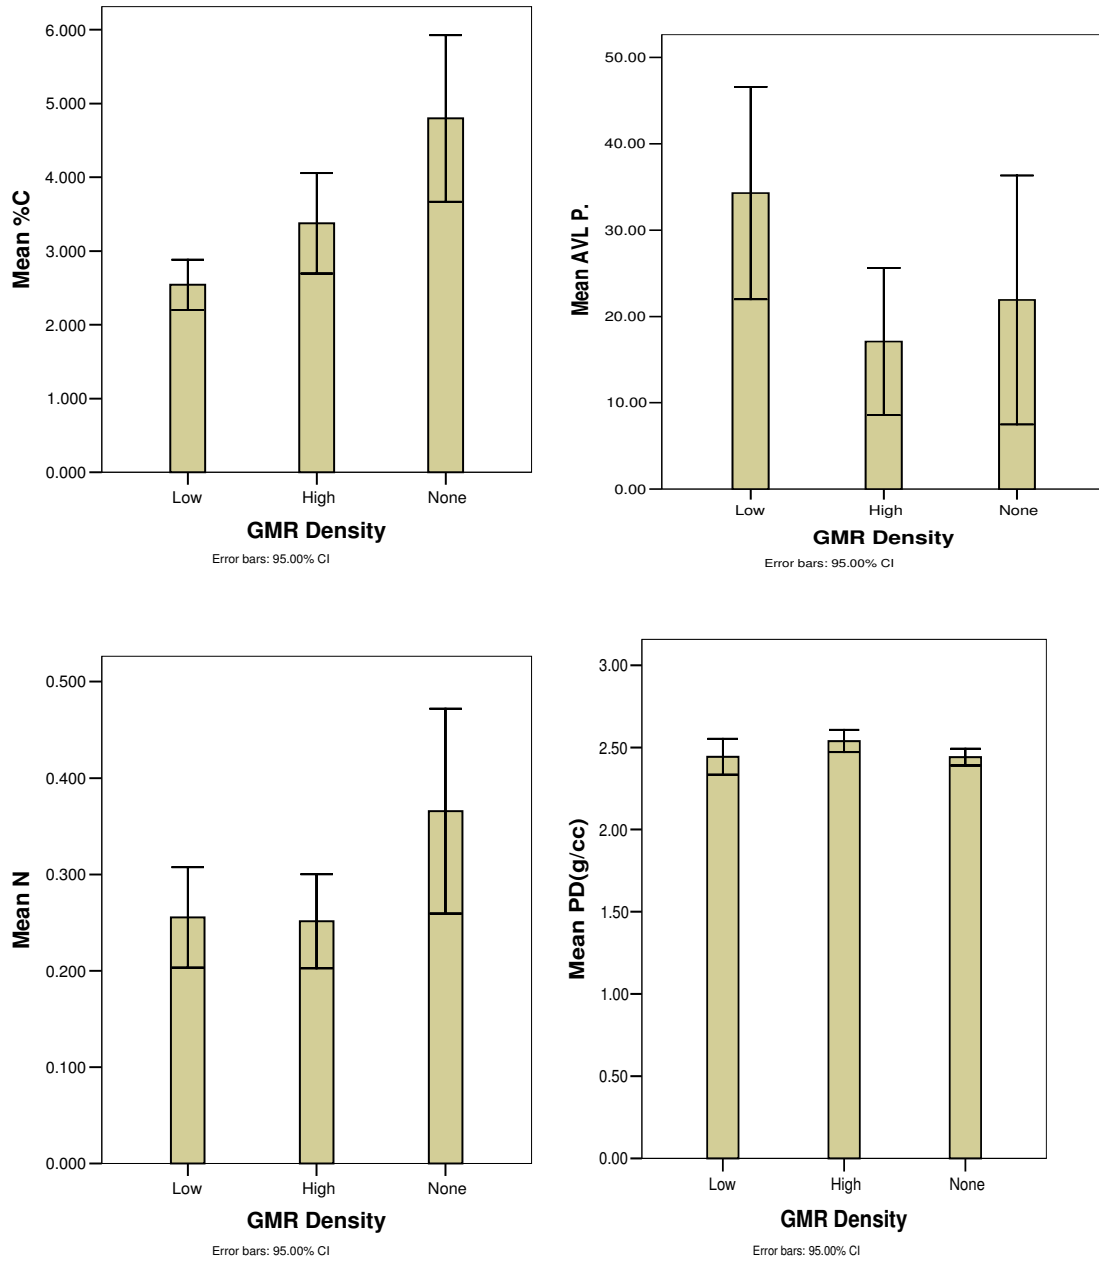 Mean %C
6.000
5.000
4.000
3.000
2.000
1.000
0.000
Low High None
GMR Density
Error bars: 95.00% CI
Mean AVL P.
50.00
40.00
30.00
20.00
10.00
0.00
Low High None
GMR Density
Error bars: 95.00% CI
Mean N
0.500
0.400
0.300
0.200
0.100
0.000
Low High None
GMR Density
Error bars: 95.00% CI
Mean PD(g/cc)
3.00
2.50
2.00
1.50
1.00
0.50
0.00
Low High None
GMR Density
Error bars: 95.00% CI